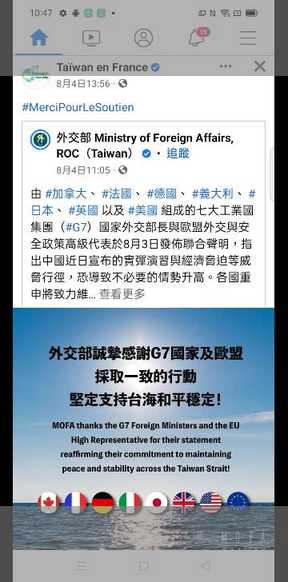 10:47
15
Taïwan en France
8月4日13:56
#MerciPourLeSoutien
外交部 Ministry of Foreign Affairs,
ROC（Taiwan） · 追蹤
8月4日11:05
由 #加拿大、 #法國、 #德國、 #義大利、 #
日本、 #英國 以及 #美國 組成的七大工業國
集團（#G7）國家外交部長與歐盟外交與安
全政策高級代表於8月3日發佈聯合聲明，指
出中國近日宣布的實彈演習與經濟脅迫等威
脅行徑，恐導致不必要的情勢升高。各國重
申將致力維... 查看更多
外交部誠摯感謝G7國家及歐盟
採取一致的行動
堅定支持台海和平穩定！
MOFA thanks the G7 Foreign Ministers and the EU
High Representative for their statement
reaffirming their commitment to maintaining
peace and stability across the Taiwan Strait!
MOFA